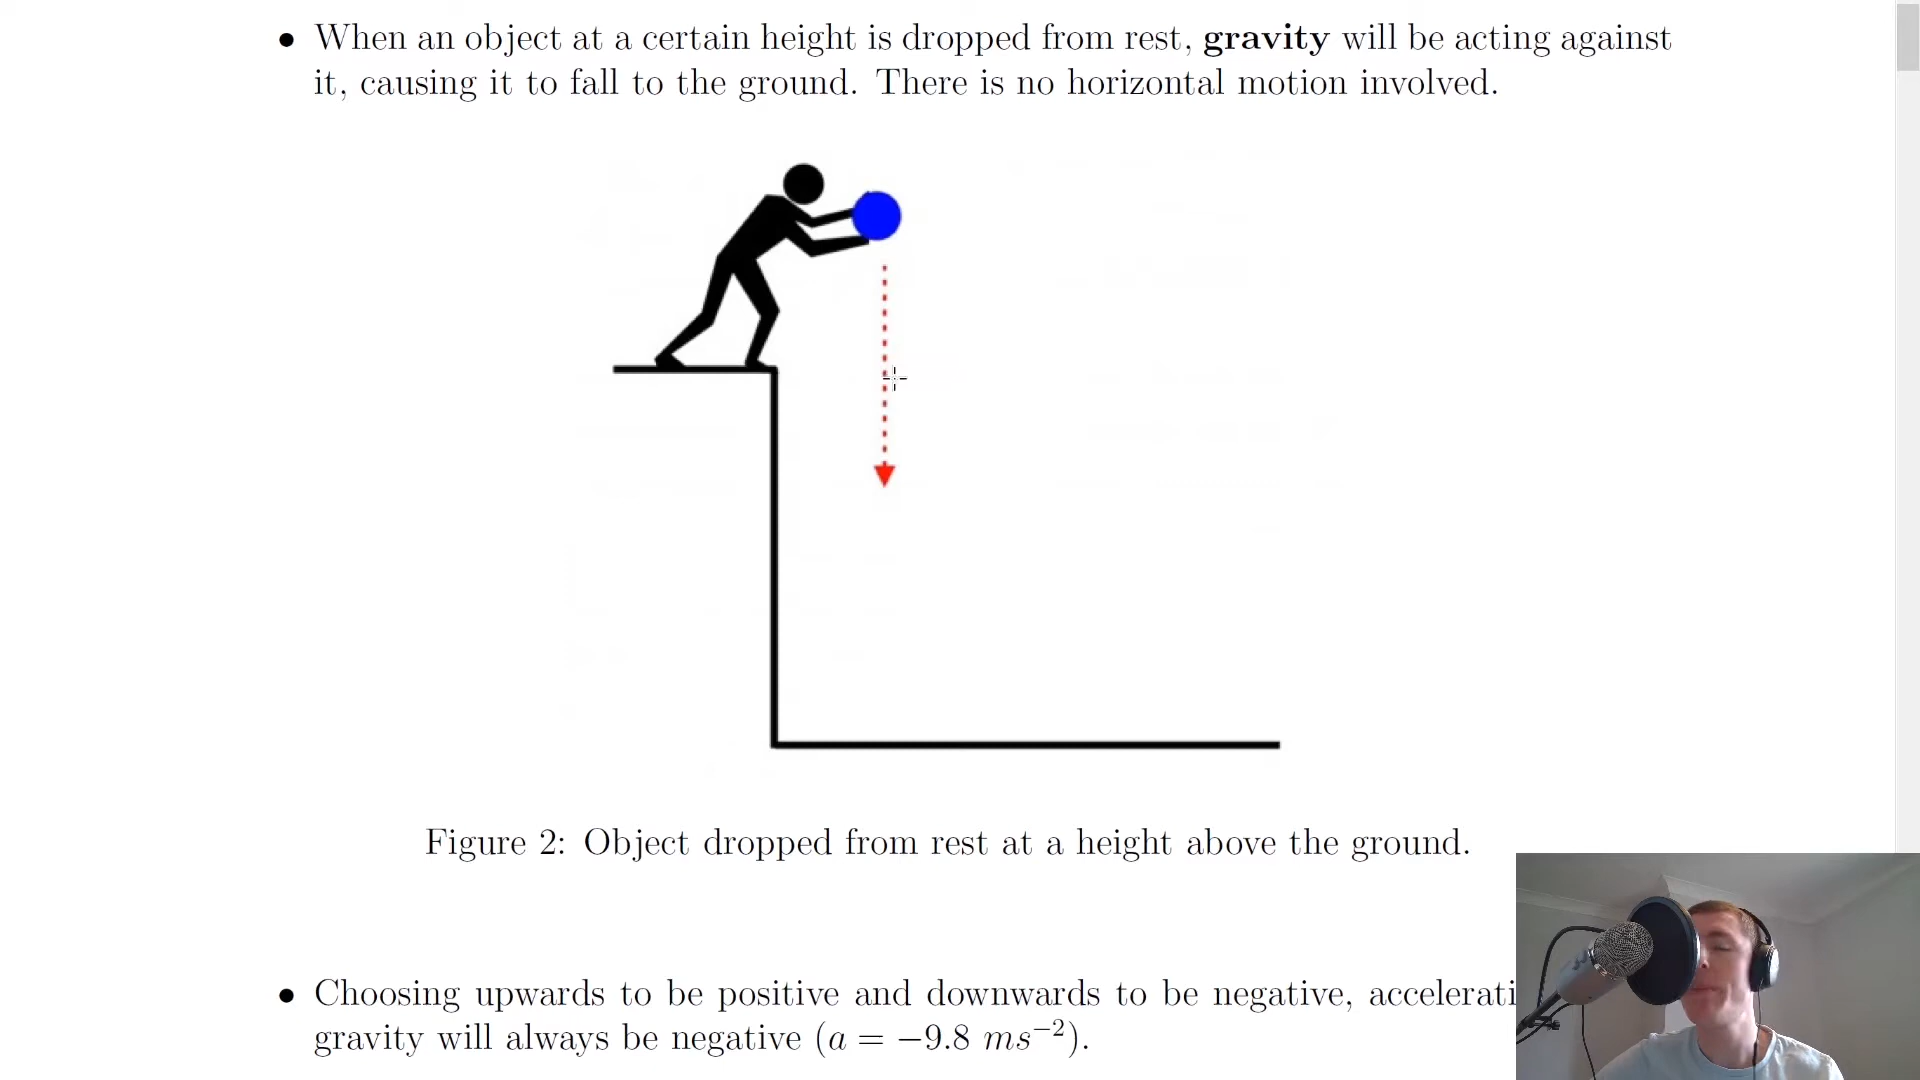 • When an object at a certain height is dropped from rest, gravity will be acting against
it, causing it to fall to the ground. There is no horizontal motion involved.
Figure 2: Object dropped from rest at a height above the ground.
• Choosing upwards to be positive and downwards to be negative, accelerati
gravity will always be negative (a = −9.8 ms⁻²).